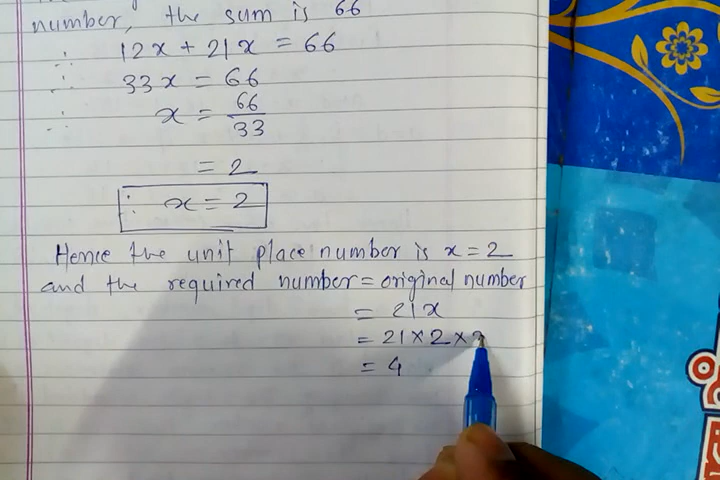 number, the sum is 66
∴ 12x + 21x = 66
∴ 33x = 66
∴ x = 66/33
= 2
∴ x = 2
Hence the unit place number is x = 2
and the required number = original number
= 21x
= 21 × 2 ×
= 4